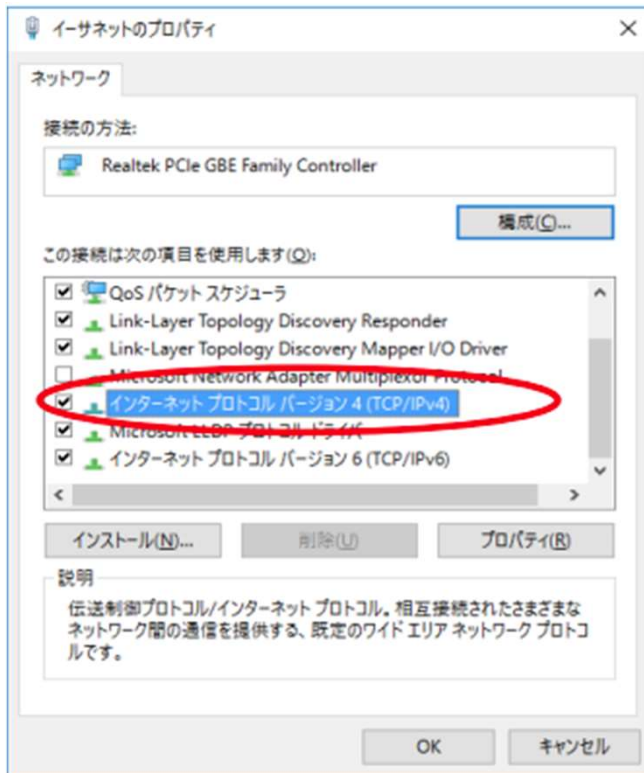 イーサネットのプロパティ
ネットワーク
接続の方法:
Realtek PCIe GBE Family Controller
構成(C)...
この接続は次の項目を使用します(O):
QoS パケット スケジューラ
Link-Layer Topology Discovery Responder
Link-Layer Topology Discovery Mapper I/O Driver
Microsoft Network Adapter Multiplexor Protocol
インターネット プロトコル バージョン 4 (TCP/IPv4)
Microsoft LLDP プロトコル ドライバー
インターネット プロトコル バージョン 6 (TCP/IPv6)
インストール(N)...
削除(U)
プロパティ(R)
説明
伝送制御プロトコル/インターネット プロトコル。相互接続されたさまざまな
ネットワーク間の通信を提供する、既定のワイド エリア ネットワーク プロトコ
ルです。
OK
キャンセル